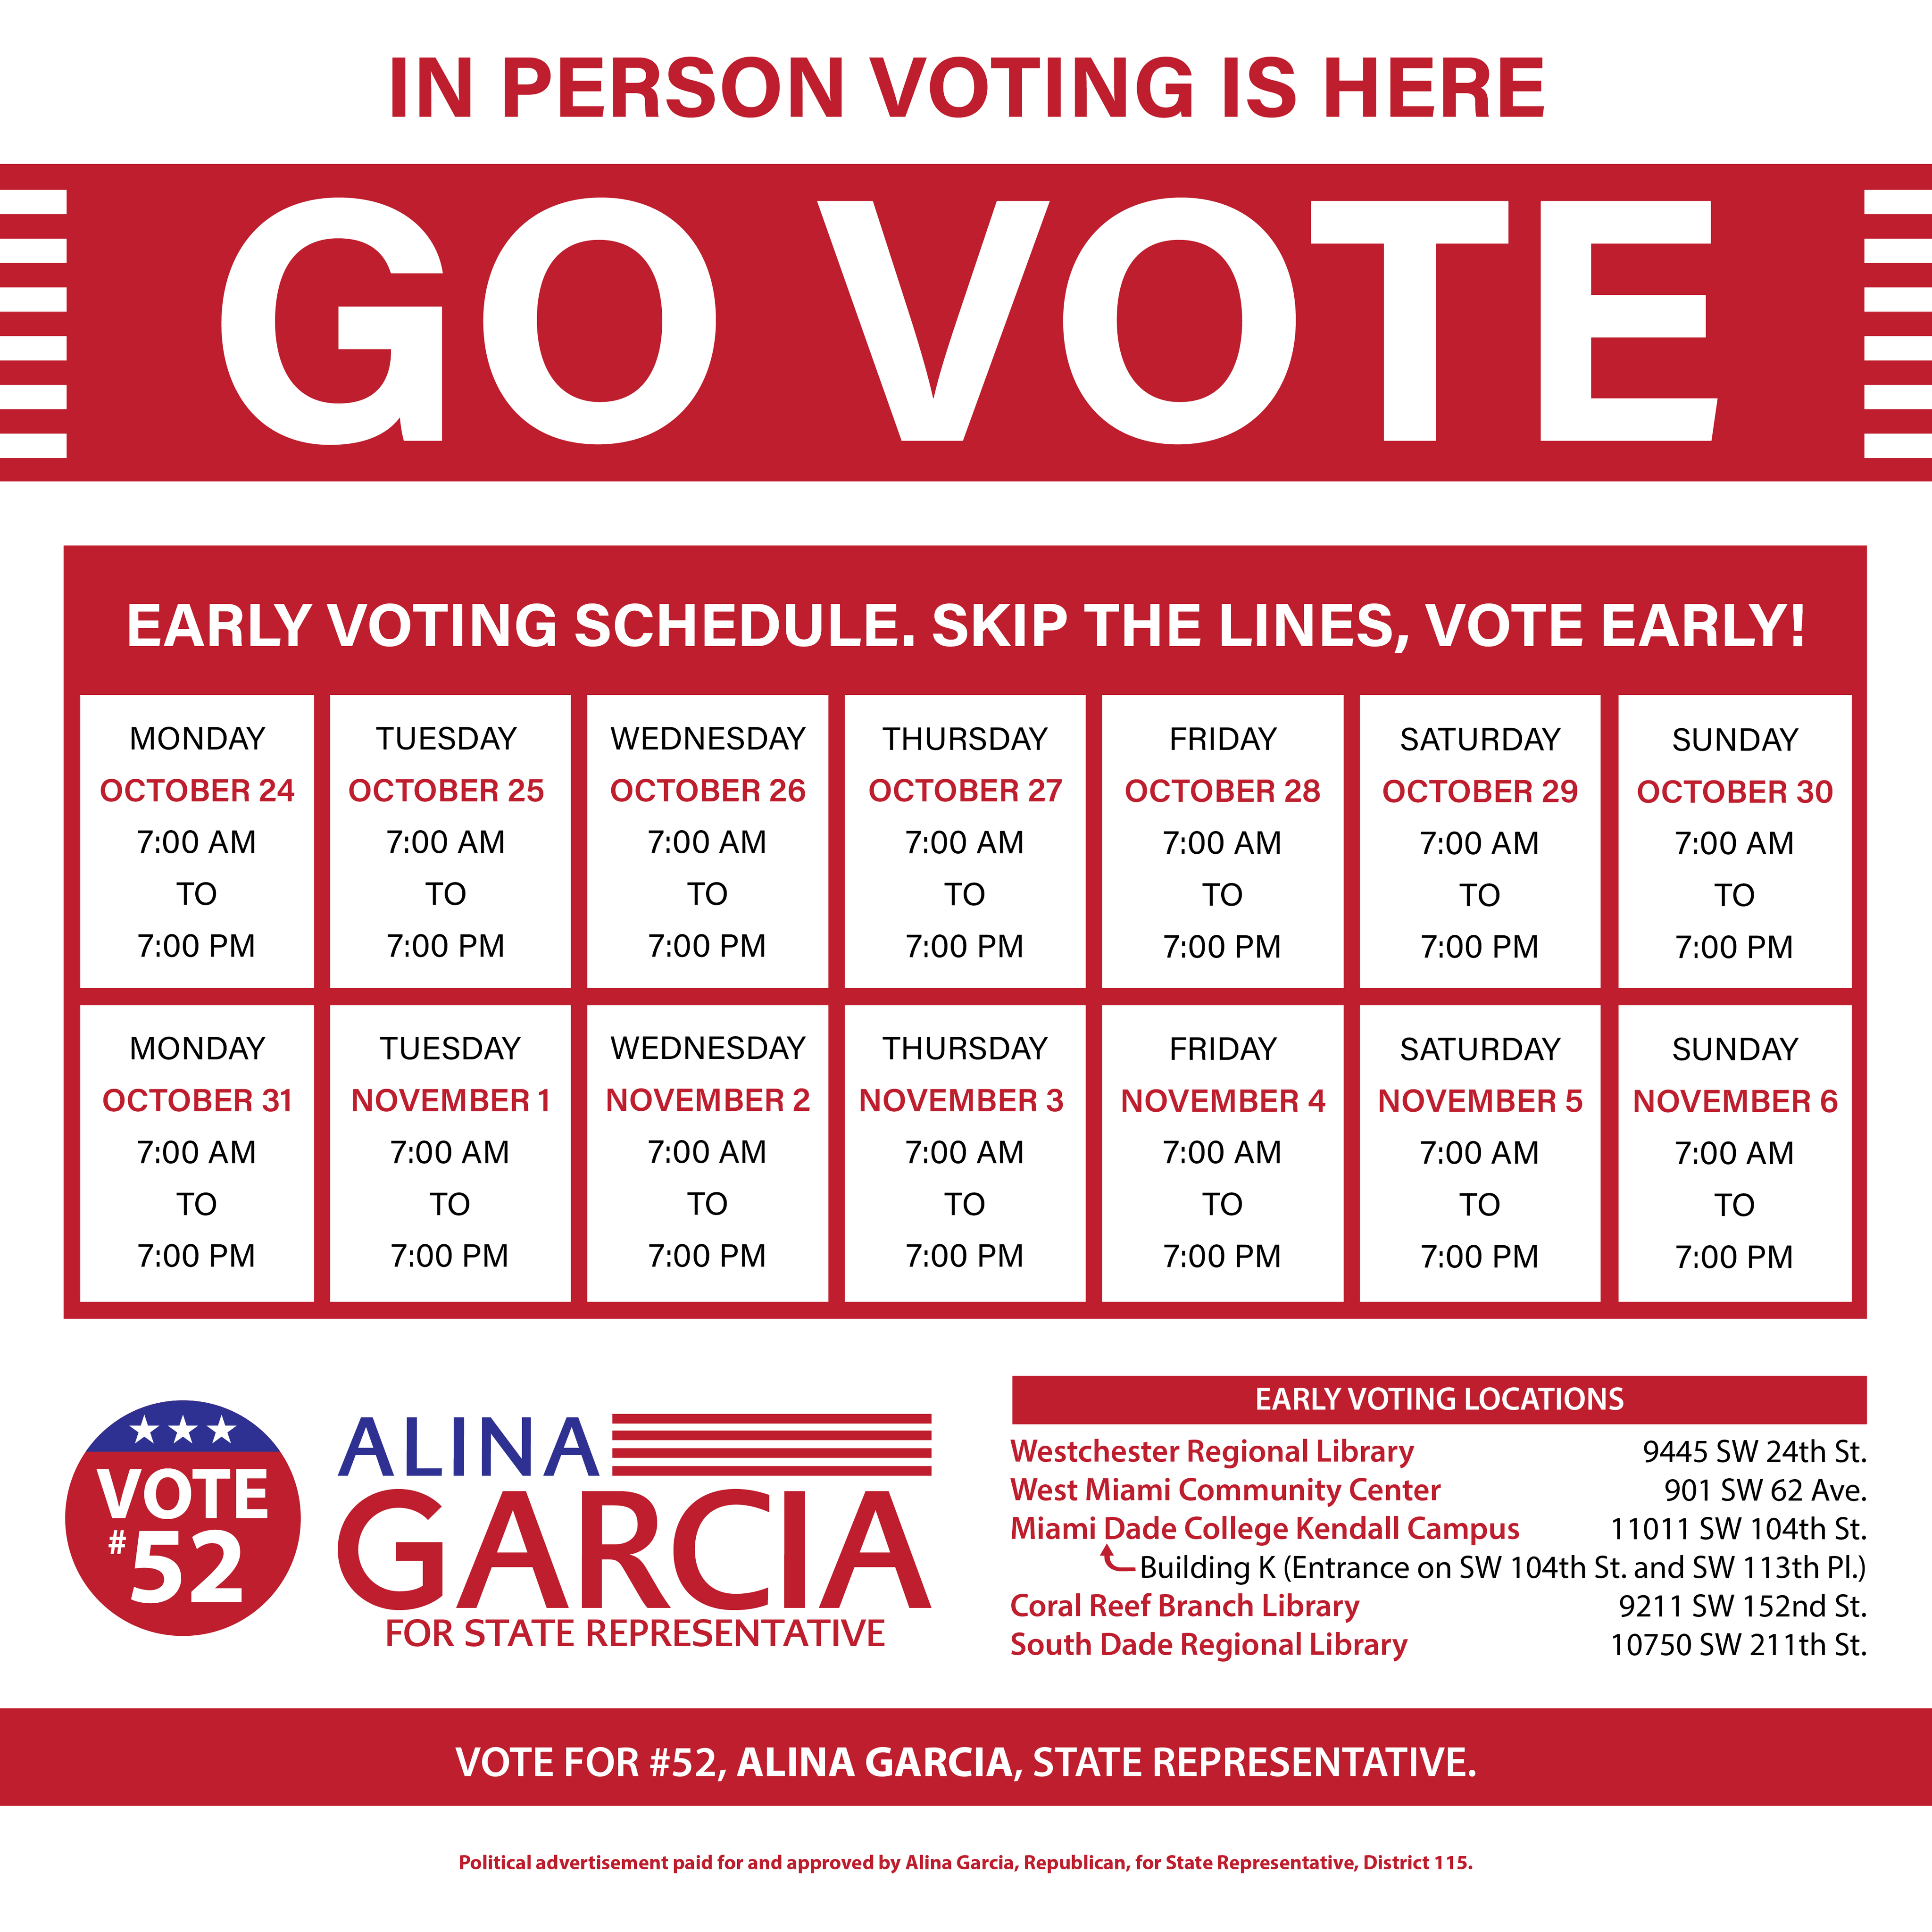 IN PERSON VOTING IS HERE
GO VOTE
EARLY VOTING SCHEDULE. SKIP THE LINES, VOTE EARLY!
MONDAY
OCTOBER 24
7:00 AM
TO
7:00 PM
TUESDAY
OCTOBER 25
7:00 AM
TO
7:00 PM
WEDNESDAY
OCTOBER 26
7:00 AM
TO
7:00 PM
THURSDAY
OCTOBER 27
7:00 AM
TO
7:00 PM
FRIDAY
OCTOBER 28
7:00 AM
TO
7:00 PM
SATURDAY
OCTOBER 29
7:00 AM
TO
7:00 PM
SUNDAY
OCTOBER 30
7:00 AM
TO
7:00 PM
MONDAY
OCTOBER 31
7:00 AM
TO
7:00 PM
TUESDAY
NOVEMBER 1
7:00 AM
TO
7:00 PM
WEDNESDAY
NOVEMBER 2
7:00 AM
TO
7:00 PM
THURSDAY
NOVEMBER 3
7:00 AM
TO
7:00 PM
FRIDAY
NOVEMBER 4
7:00 AM
TO
7:00 PM
SATURDAY
NOVEMBER 5
7:00 AM
TO
7:00 PM
SUNDAY
NOVEMBER 6
7:00 AM
TO
7:00 PM
VOTE
#52
ALINA
GARCIA
FOR STATE REPRESENTATIVE
EARLY VOTING LOCATIONS
Westchester Regional Library 9445 SW 24th St.
West Miami Community Center 901 SW 62 Ave.
Miami Dade College Kendall Campus 11011 SW 104th St.
Building K (Entrance on SW 104th St. and SW 113th Pl.)
Coral Reef Branch Library 9211 SW 152nd St.
South Dade Regional Library 10750 SW 211th St.
VOTE FOR #52, ALINA GARCIA, STATE REPRESENTATIVE.
Political advertisement paid for and approved by Alina Garcia, Republican, for State Representative, District 115.